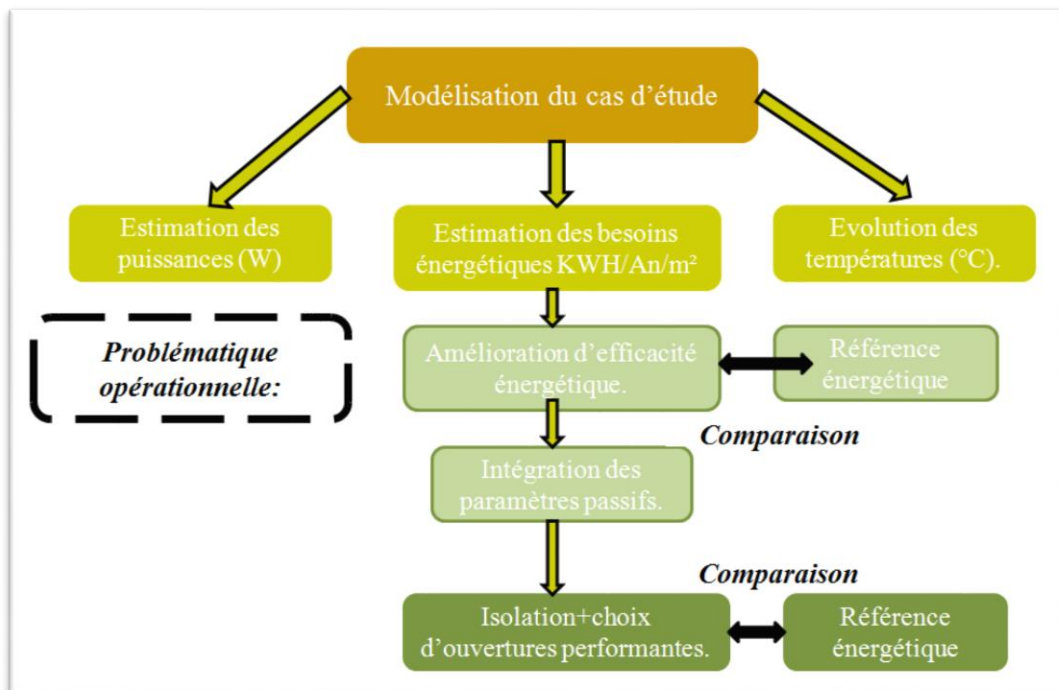 Modélisation du cas d'étude
Estimation des
puissances (W)
Estimation des besoins
énergétiques KWH/An/m²
Evolution des
températures (°C).
Problématique
opérationnelle:
Amélioration d'efficacité
énergétique.
Référence
énergétique
Comparaison
Intégration des
paramètres passifs.
Comparaison
Isolation+choix
d'ouvertures performantes.
Référence
énergétique